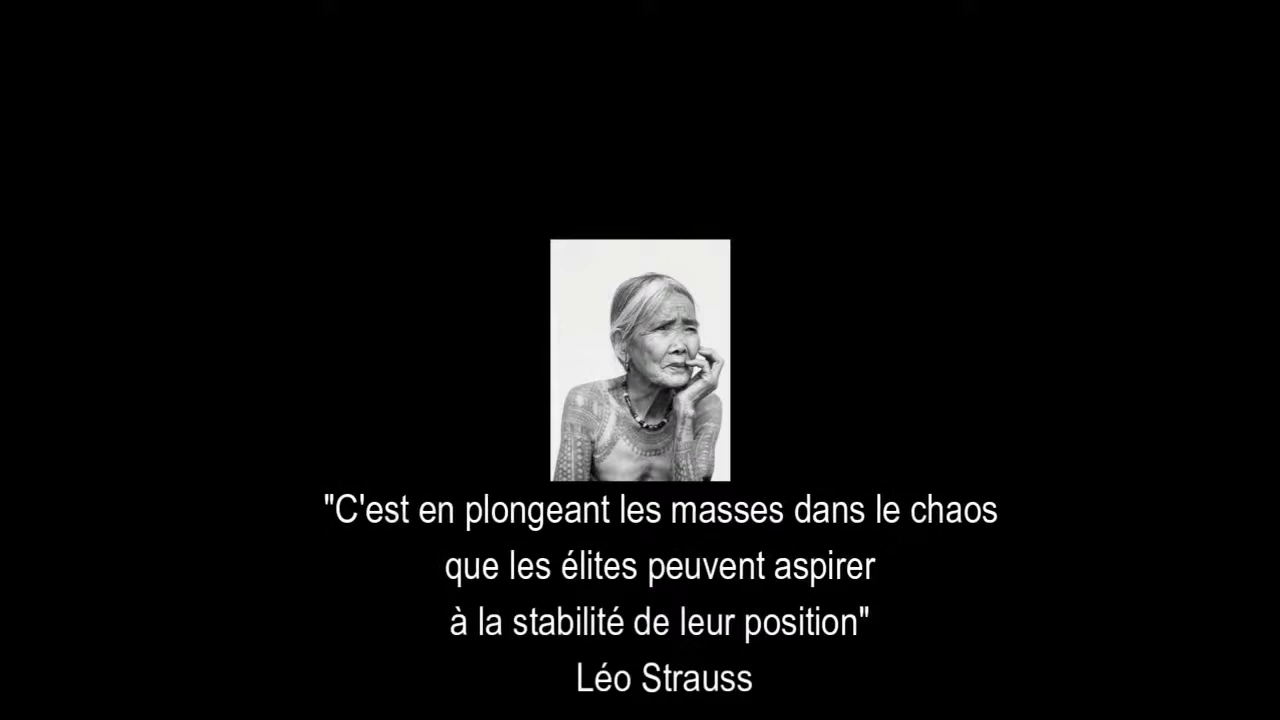 "C'est en plongeant les masses dans le chaos
que les élites peuvent aspirer
à la stabilité de leur position"
Léo Strauss